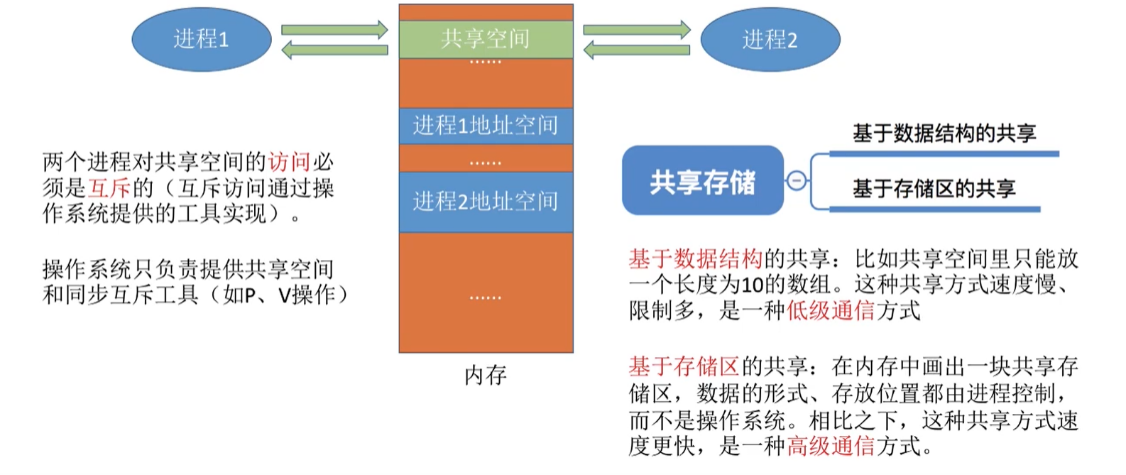 进程1
共享空间
进程2
......
进程1地址空间
......
进程2地址空间
......
内存
两个进程对共享空间的访问必
须是互斥的（互斥访问通过操
作系统提供的工具实现）。
操作系统只负责提供共享空间
和同步互斥工具（如P、V操作）
共享存储
基于数据结构的共享
基于存储区的共享
基于数据结构的共享：比如共享空间里只能放
一个长度为10的数组。这种共享方式速度慢、
限制多，是一种低级通信方式
基于存储区的共享：在内存中画出一块共享存
储区，数据的形式、存放位置都由进程控制，
而不是操作系统。相比之下，这种共享方式速
度更快，是一种高级通信方式。